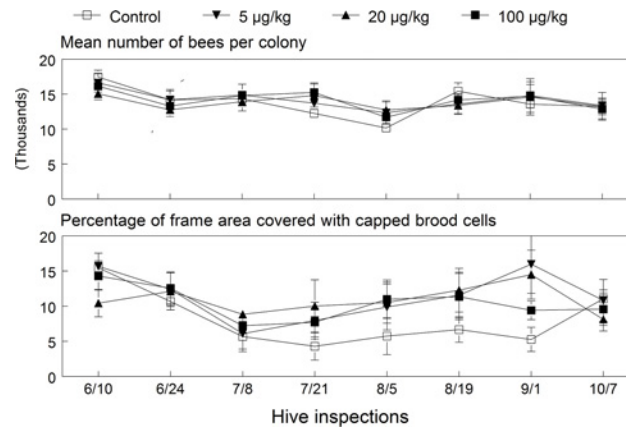 Control 5 µg/kg 20 µg/kg 100 µg/kg
Mean number of bees per colony
20
15
10
5
0
(Thousands)
Percentage of frame area covered with capped brood cells
20
15
10
5
0
6/10 6/24 7/8 7/21 8/5 8/19 9/1 10/7
Hive inspections